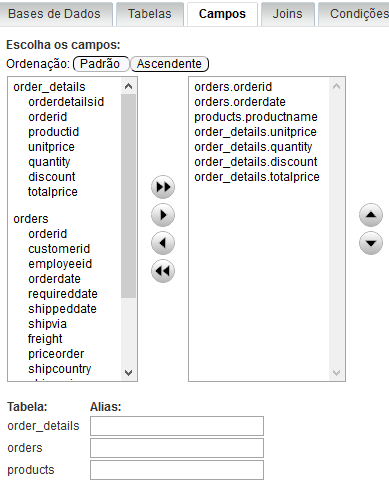 Bases de Dados Tabelas Campos Joins Condições
Escolha os campos:
Ordenação: Padrão Ascendente
order_details
orderdetailsid
orderid
productid
unitprice
quantity
discount
totalprice
orders
orderid
customerid
employeeid
orderdate
requireddate
shippeddate
shipvia
freight
priceorder
shipcountry
orders.orderid
orders.orderdate
products.productname
order_details.unitprice
order_details.quantity
order_details.discount
order_details.totalprice
Tabela: Alias:
order_details
orders
products